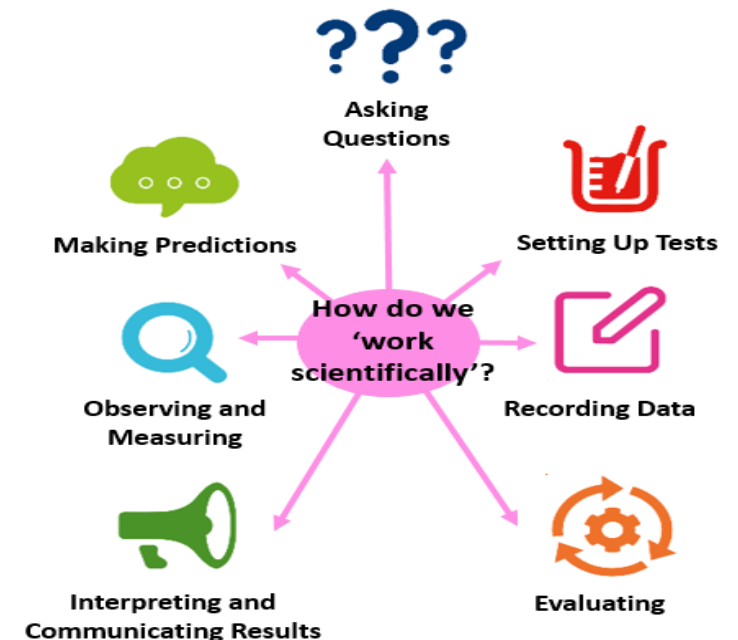 ???
Asking
Questions
Making Predictions
Setting Up Tests
How do we
‘work
scientifically’?
Observing and
Measuring
Recording Data
Interpreting and
Communicating Results
Evaluating